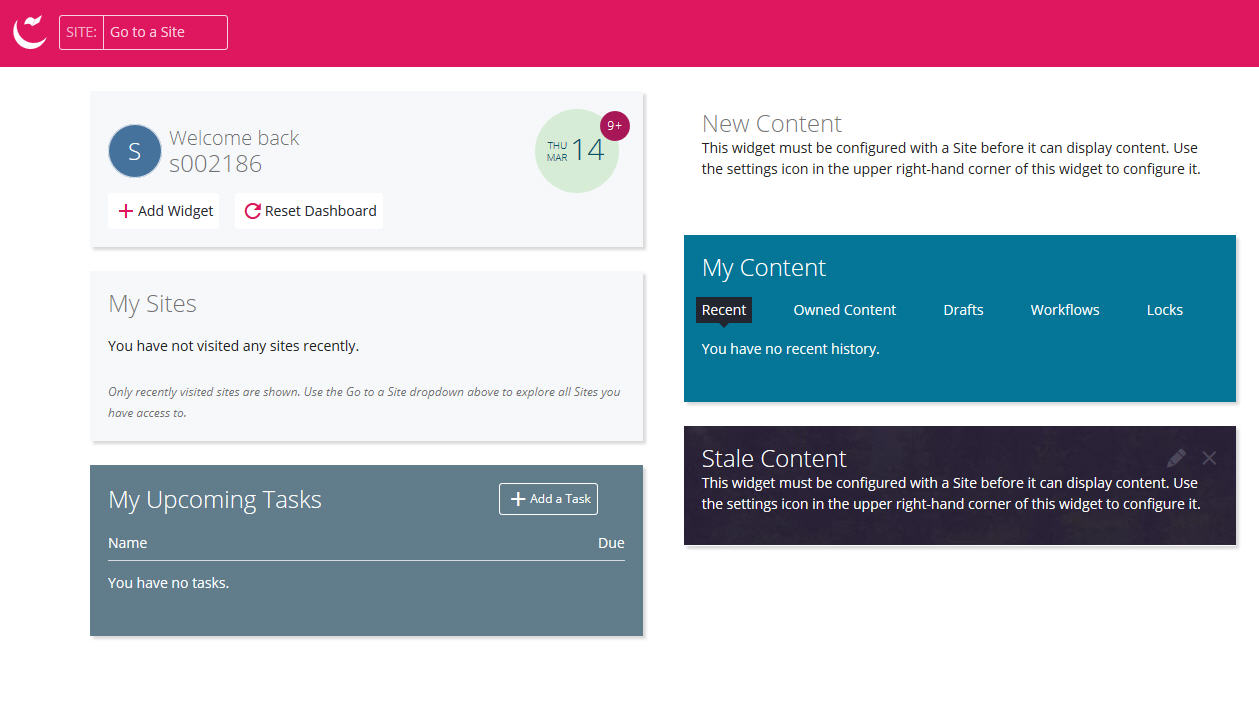 SITE: Go to a Site
Welcome back
s002186
S
THU
MAR
14
9+
Add Widget
Reset Dashboard
My Sites
You have not visited any sites recently.
Only recently visited sites are shown. Use the Go to a Site dropdown above to explore all Sites you
have access to.
My Upcoming Tasks
Add a Task
Name Due
You have no tasks.
New Content
This widget must be configured with a Site before it can display content. Use
the settings icon in the upper right-hand corner of this widget to configure it.
My Content
Recent Owned Content Drafts Workflows Locks
You have no recent history.
Stale Content
This widget must be configured with a Site before it can display content. Use
the settings icon in the upper right-hand corner of this widget to configure it.